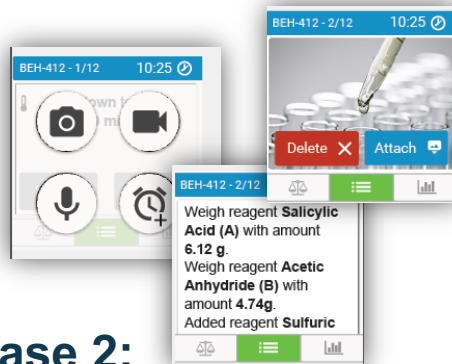 BEH-412 - 2/12 10:25
BEH-412 - 1/12 10:25
Delete Attach
BEH-412 - 2/12
Weigh reagent Salicylic
Acid (A) with amount
6.12 g.
Weigh reagent Acetic
Anhydride (B) with
amount 4.74g.
Added reagent Sulfuric
ase 2: